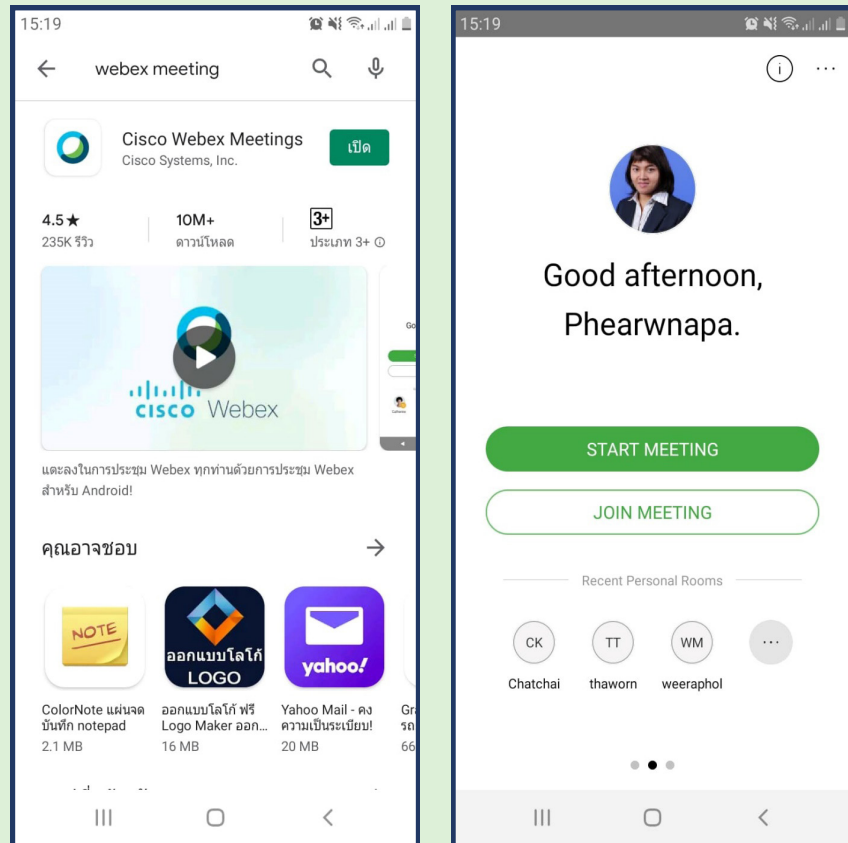 15:19
webex meeting
Cisco Webex Meetings
Cisco Systems, Inc.
เปิด
4.5★
235K รีวิว
10M+
ดาวน์โหลด
3+
ประเภท 3+
CISCO Webex
Go
แตะลงในการประชุม Webex ทุกท่านด้วยการประชุม Webex
สำหรับ Android!
คุณอาจชอบ
NOTE
ออกแบบโลโก้
LOGO
yahoo!
ColorNote แผ่นจด
บันทึก notepad
2.1 MB
ออกแบบโลโก้ ฟรี
Logo Maker ออก...
16 MB
Yahoo Mail - คง
ความเป็นระเบียบ!
20 MB
Gra
รถ
66
15:19
Good afternoon,
Phearwnapa.
START MEETING
JOIN MEETING
Recent Personal Rooms
CK
TT
WM
Chatchai
thaworn
weeraphol